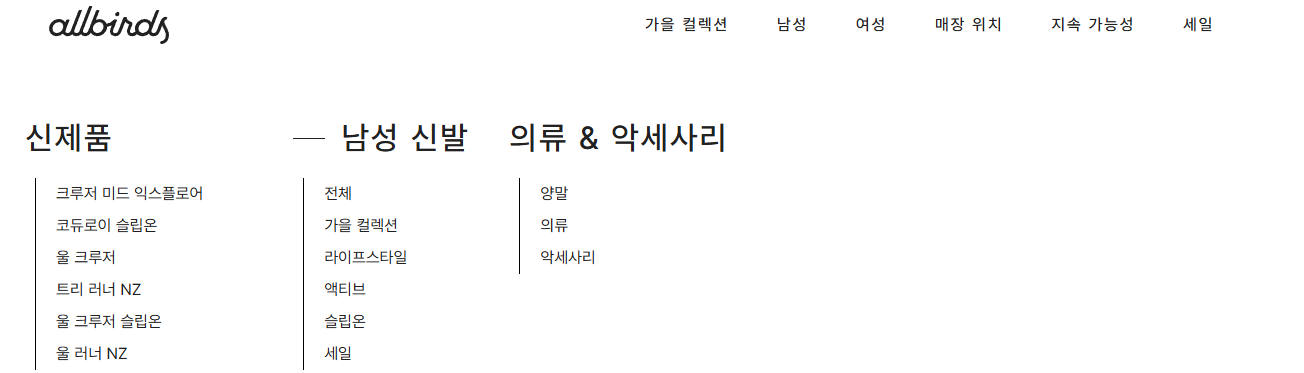 allbirds
가을 컬렉션 남성 여성 매장 위치 지속 가능성 세일
신제품
크루저 미드 익스플로어
코듀로이 슬립온
울 크루저
트리 러너 NZ
울 크루저 슬립온
울 러너 NZ
남성 신발
전체
가을 컬렉션
라이프스타일
액티브
슬립온
세일
의류 & 악세사리
양말
의류
악세사리